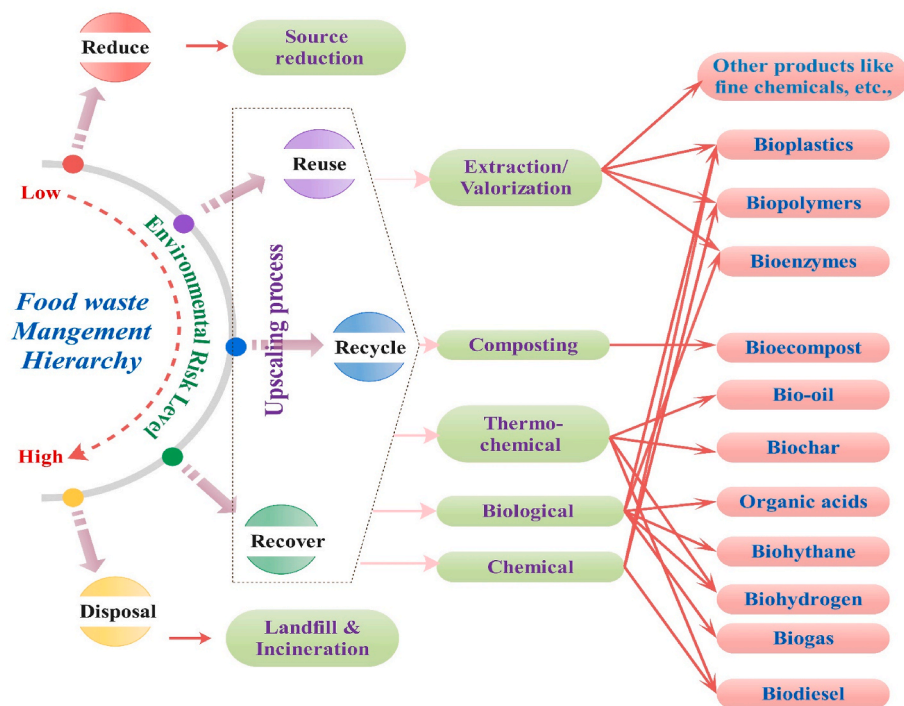 Reduce
Source
reduction
Other products like
fine chemicals, etc.,
Reuse
Extraction/
Valorization
Bioplastics
Biopolymers
Bioenzymes
Low
Environmental Risk Level
Food waste
Mangement
Hierarchy
High
Upscaling process
Recycle
Composting
Bioecompost
Thermo-
chemical
Bio-oil
Biochar
Recover
Biological
Organic acids
Chemical
Biohythane
Biohydrogen
Biogas
Biodiesel
Disposal
Landfill &
Incineration